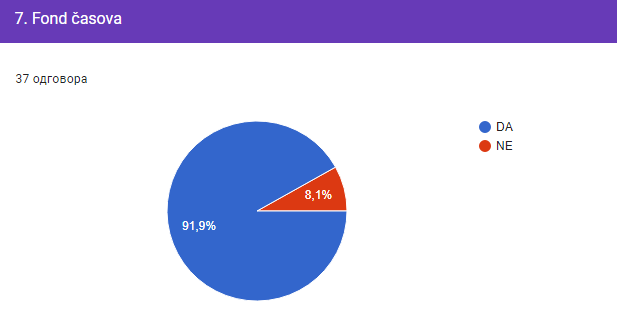 7. Fond časova
37 одговора
DA
NE
8,1%
91,9%